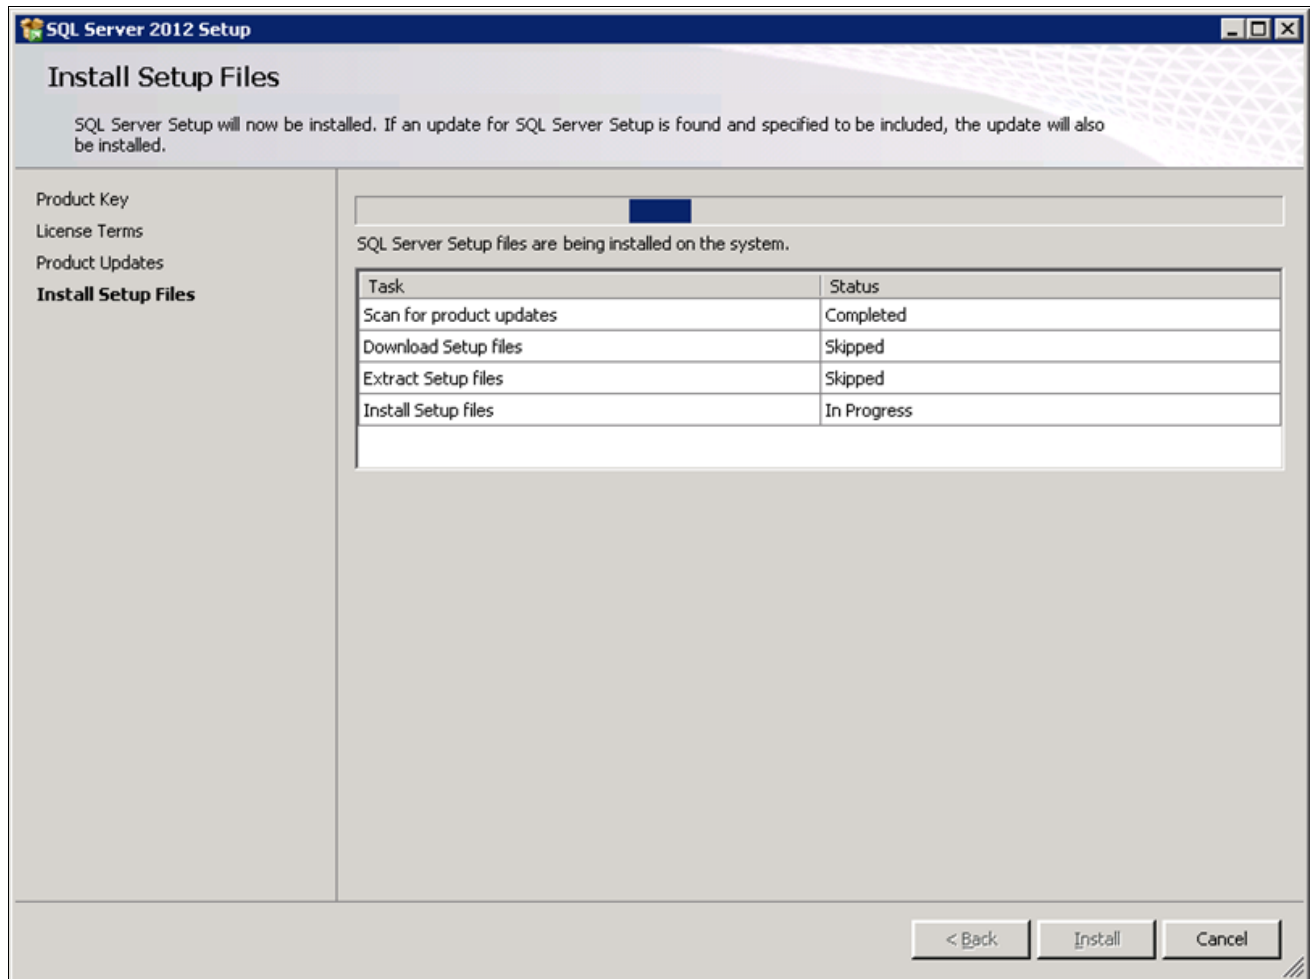 SQL Server 2012 Setup
Install Setup Files
SQL Server Setup will now be installed. If an update for SQL Server Setup is found and specified to be included, the update will also
be installed.
Product Key
License Terms
Product Updates
Install Setup Files
SQL Server Setup files are being installed on the system.
Task Status
Scan for product updates Completed
Download Setup files Skipped
Extract Setup files Skipped
Install Setup files In Progress
< Back Install Cancel